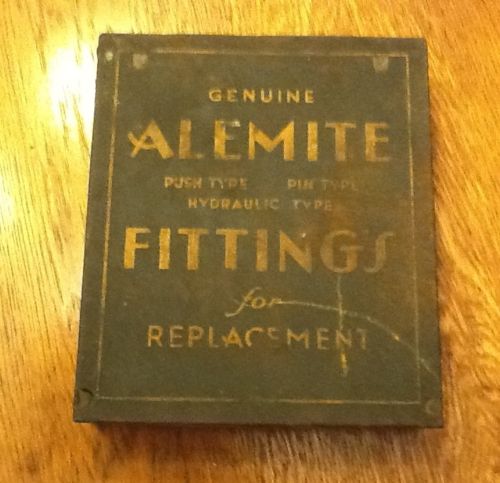 GENUINE
ALEMITE
PUSH TYPE PIN TYPE
HYDRAULIC TYPE
FITTINGS
for
REPLACEMENT